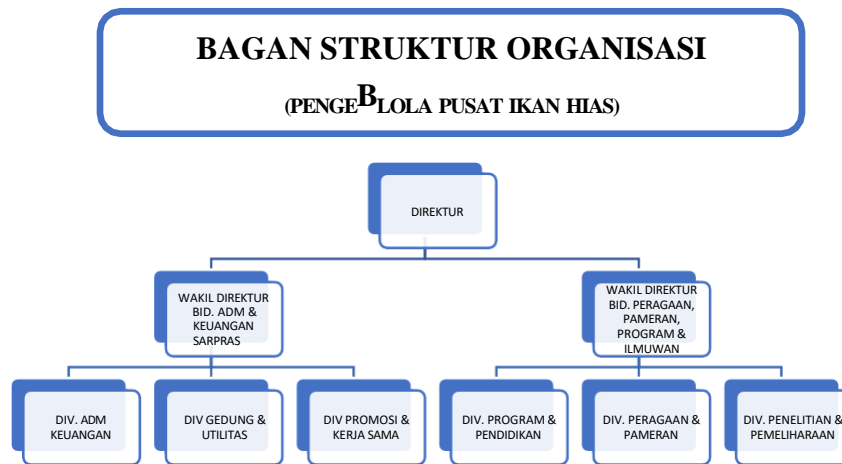 BAGAN STRUKTUR ORGANISASI
(PENGEBLOLA PUSAT IKAN HIAS)
DIREKTUR
WAKIL DIREKTUR
BID. ADM &
KEUANGAN
SARPRAS
WAKIL DIREKTUR
BID. PERAGAAN,
PAMERAN,
PROGRAM &
ILMUWAN
DIV. ADM
KEUANGAN
DIV GEDUNG &
UTILITAS
DIV PROMOSI &
KERJA SAMA
DIV. PROGRAM &
PENDIDIKAN
DIV. PERAGAAN &
PAMERAN
DIV. PENELITIAN &
PEMELIHARAAN